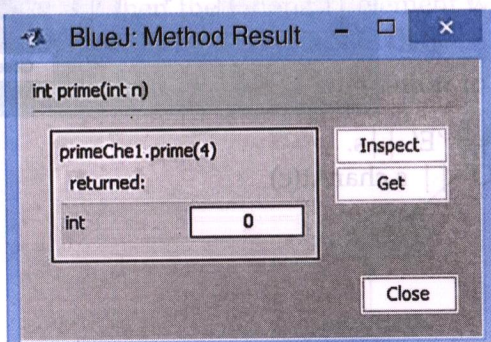 BlueJ: Method Result
int prime(int n)
primeChe1.prime(4)
returned:
int 0
Inspect
Get
Close